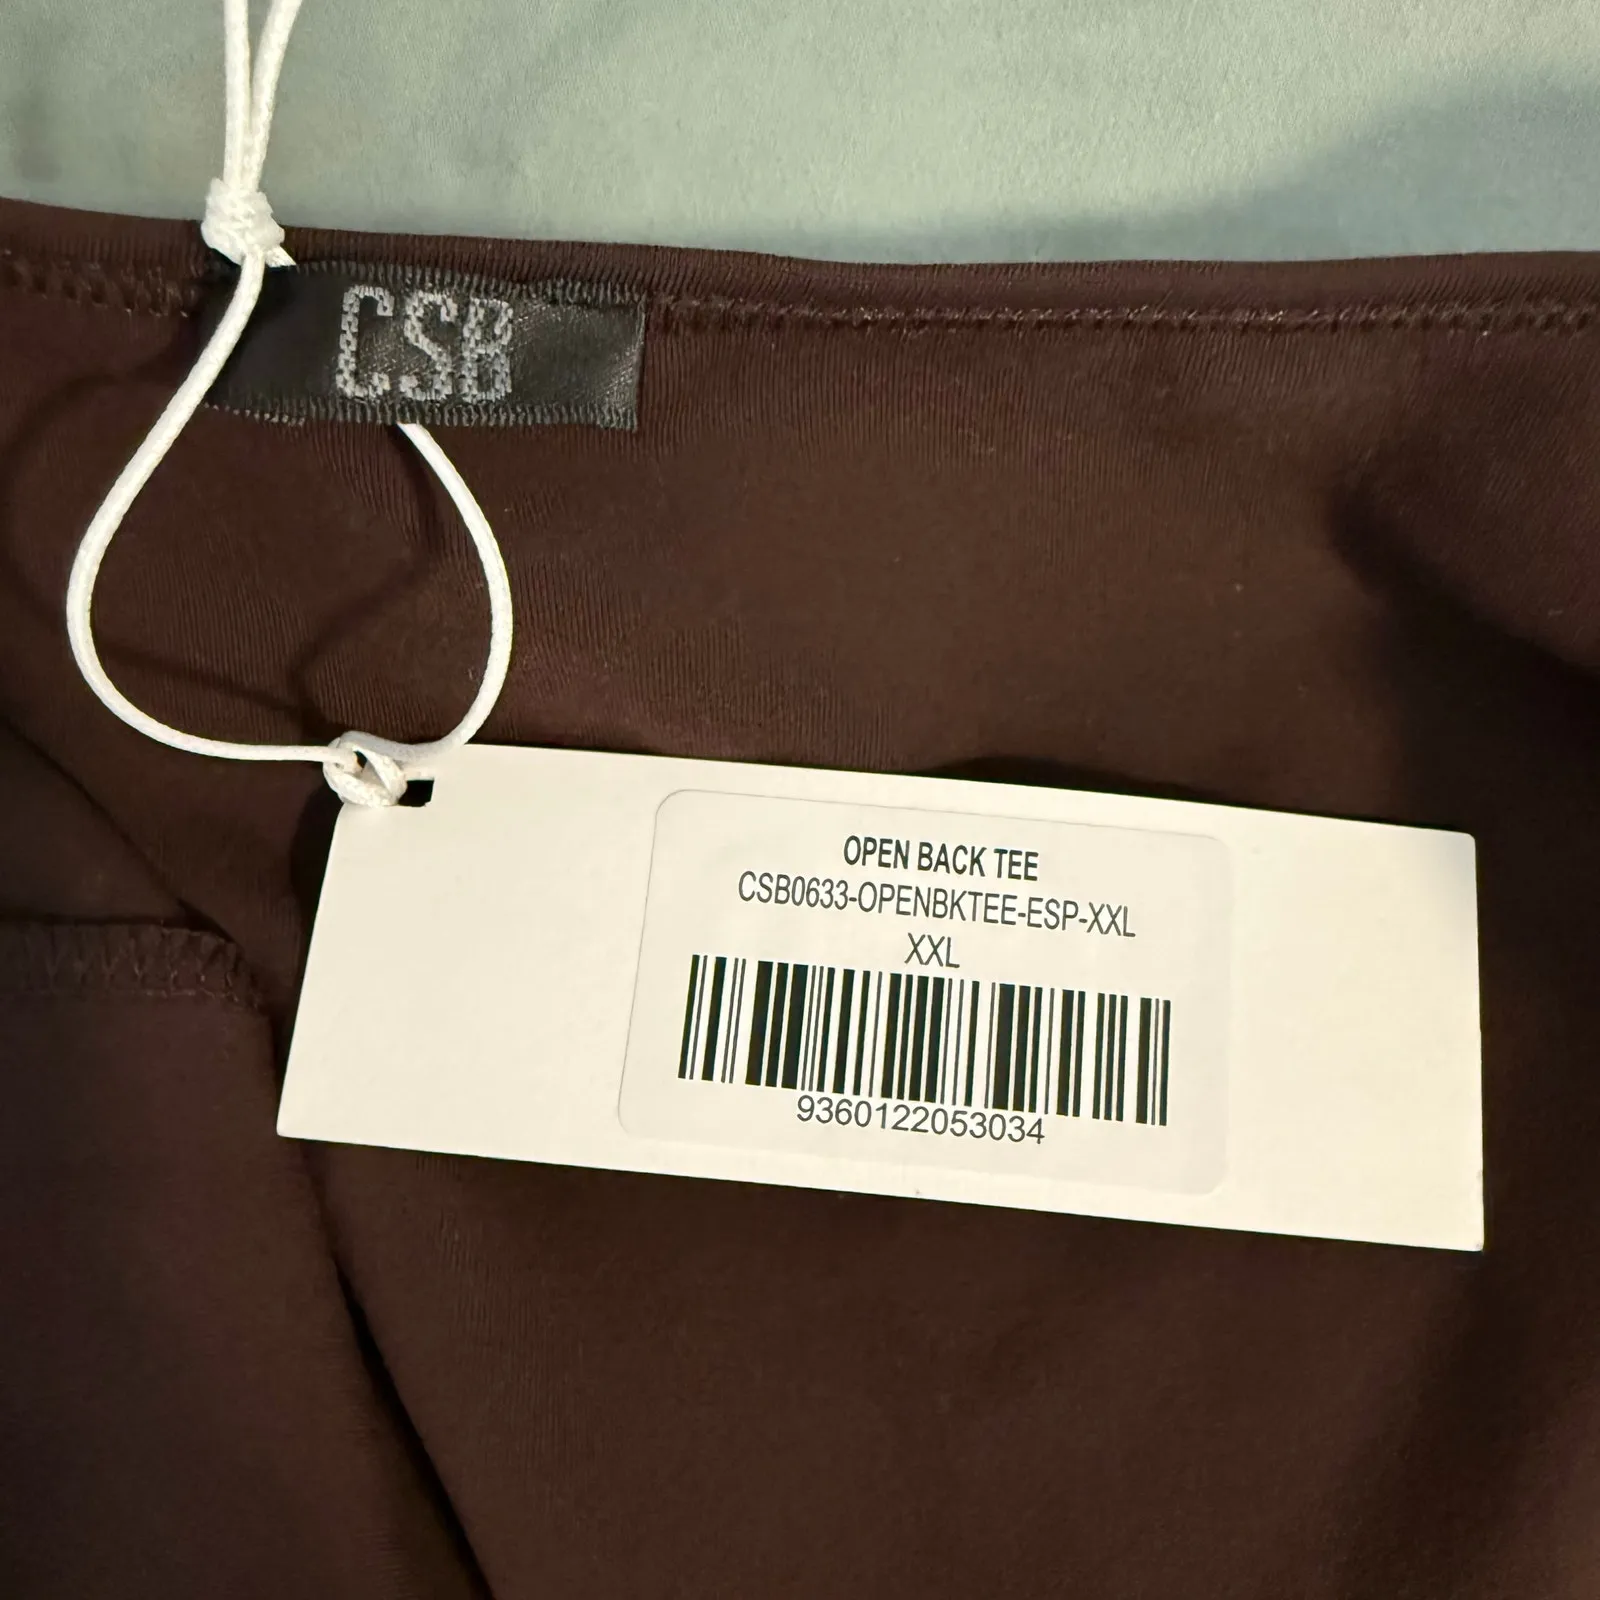 CSB
OPEN BACK TEE
CSB0633-OPENBKTEE-ESP-XXL
XXL
9360122053034